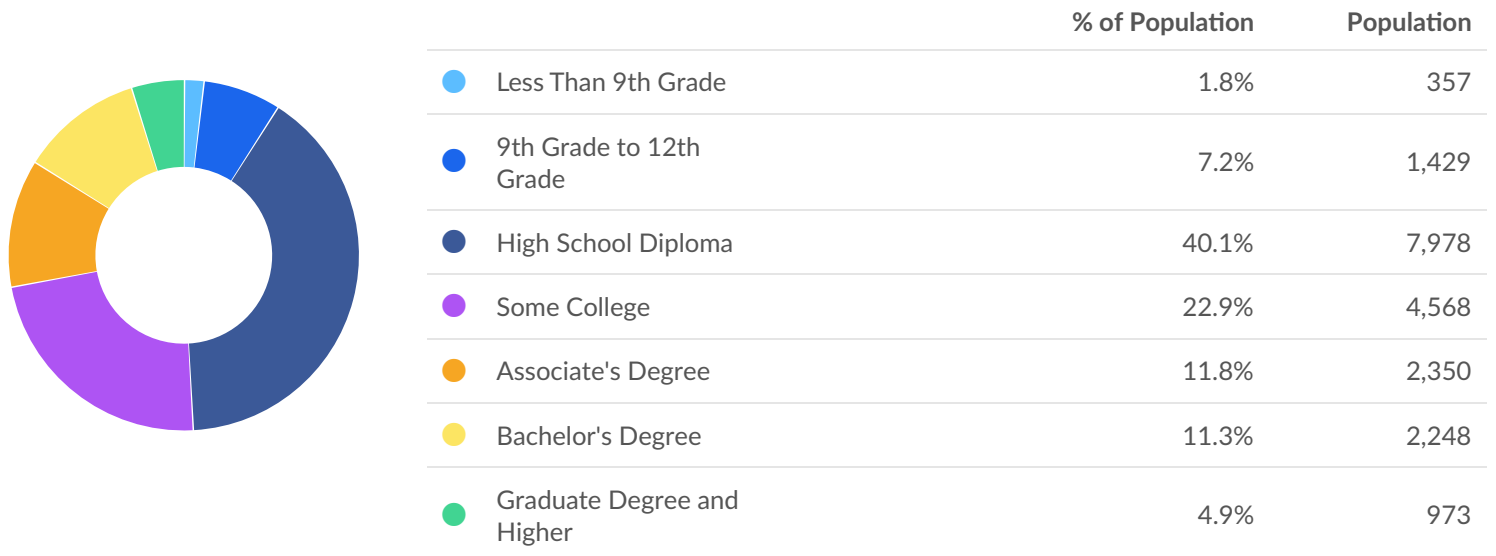 % of Population Population
Less Than 9th Grade 1.8% 357
9th Grade to 12th
Grade 7.2% 1,429
High School Diploma 40.1% 7,978
Some College 22.9% 4,568
Associate's Degree 11.8% 2,350
Bachelor's Degree 11.3% 2,248
Graduate Degree and
Higher 4.9% 973